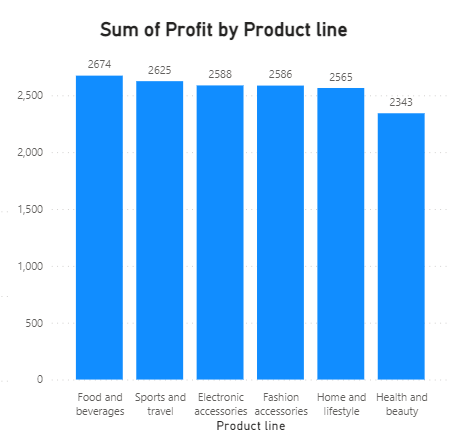 Sum of Profit by Product line
2674
2625
2588
2586
2565
2343
2,500
2,000
1,500
1,000
500
0
Food and
beverages
Sports and
travel
Electronic
accessories
Fashion
accessories
Home and
lifestyle
Health and
beauty
Product line